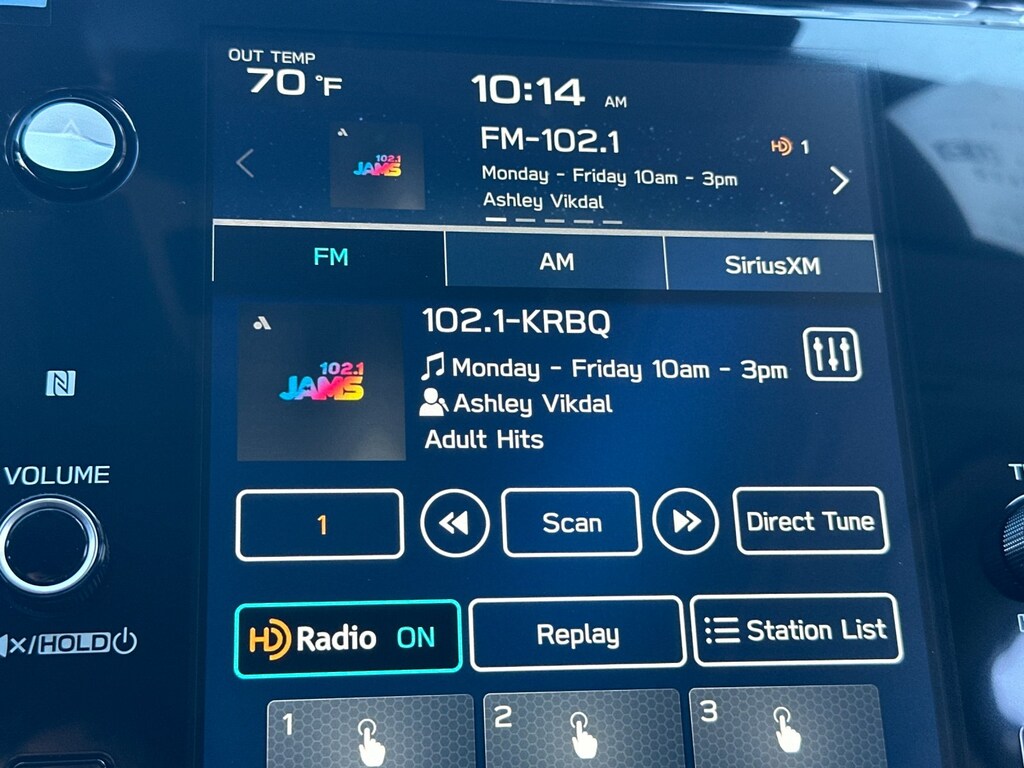 OUT TEMP
70 °F
10:14 AM
FM-102.1
HD 1
Monday - Friday 10am - 3pm
Ashley Vikdal
102.1
JAMS
FM
AM
SiriusXM
102.1-KRBQ
Monday - Friday 10am - 3pm
Ashley Vikdal
Adult Hits
102.1
JAMS
N
VOLUME
1
Scan
Direct Tune
HD Radio ON
Replay
Station List
/HOLD
1
2
3